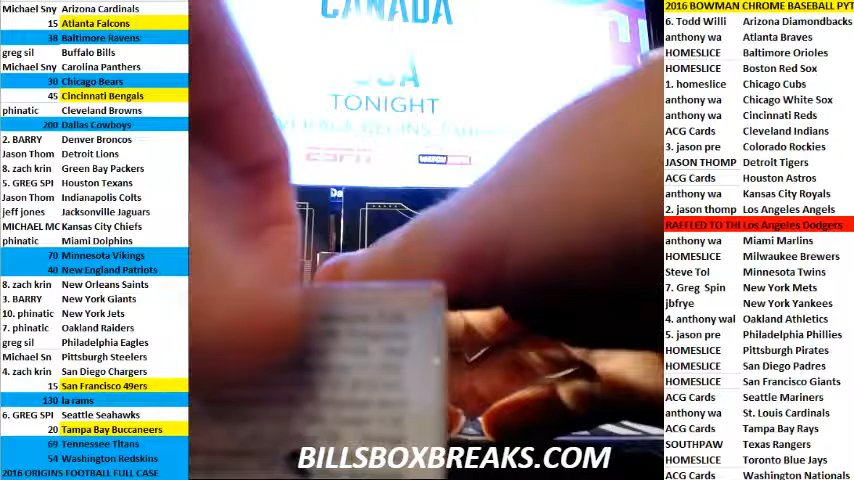 Michael Sny Arizona Cardinals
15 Atlanta Falcons
38 Baltimore Ravens
greg sil Buffalo Bills
Michael Sny Carolina Panthers
30 Chicago Bears
45 Cincinnati Bengals
phinatic Cleveland Browns
200 Dallas Cowboys
2. BARRY Denver Broncos
Jason Thom Detroit Lions
8. zach krin Green Bay Packers
5. GREG SPI Houston Texans
Jason Thom Indianapolis Colts
jeff jones Jacksonville Jaguars
MICHAEL MC Kansas City Chiefs
phinatic Miami Dolphins
70 Minnesota Vikings
40 New England Patriots
8. zach krin New Orleans Saints
3. BARRY New York Giants
10. phinatic New York Jets
7. phinatic Oakland Raiders
greg sil Philadelphia Eagles
Michael Sn Pittsburgh Steelers
4. zach krin San Diego Chargers
15 San Francisco 49ers
130 la rams
6. GREG SPI Seattle Seahawks
20 Tampa Bay Buccaneers
69 Tennessee Titans
54 Washington Redskins
2016 ORIGINS FOOTBALL FULL CASE
CANADA
TONIGHT
ESPN
Da
BILLSBOXBREAKS.COM
2016 BOWMAN CHROME BASEBALL PYT
6. Todd Willi Arizona Diamondbacks
anthony wa Atlanta Braves
HOMESLICE Baltimore Orioles
HOMESLICE Boston Red Sox
1. homeslice Chicago Cubs
anthony wa Chicago White Sox
anthony wa Cincinnati Reds
ACG Cards Cleveland Indians
3. jason pre Colorado Rockies
JASON THOMP Detroit Tigers
ACG Cards Houston Astros
anthony wa Kansas City Royals
2. jason thomp Los Angeles Angels
RAFFLED TO THI Los Angeles Dodgers
anthony wa Miami Marlins
HOMESLICE Milwaukee Brewers
Steve Tol Minnesota Twins
7. Greg Spin New York Mets
jbfrye New York Yankees
4. anthony wal Oakland Athletics
5. jason pre Philadelphia Phillies
HOMESLICE Pittsburgh Pirates
HOMESLICE San Diego Padres
HOMESLICE San Francisco Giants
ACG Cards Seattle Mariners
anthony wa St. Louis Cardinals
ACG Cards Tampa Bay Rays
SOUTHPAW Texas Rangers
HOMESLICE Toronto Blue Jays
ACG Cards Washington Nationals